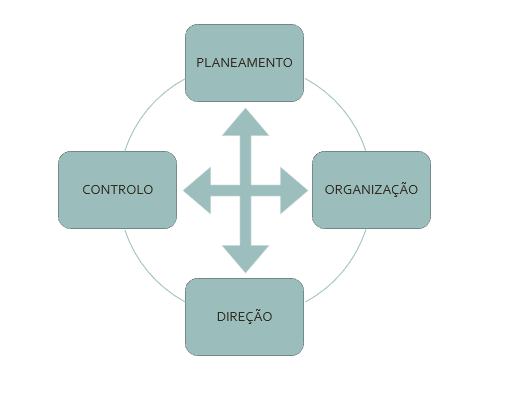 PLANEAMENTO
CONTROLO
ORGANIZAÇÃO
DIREÇÃO